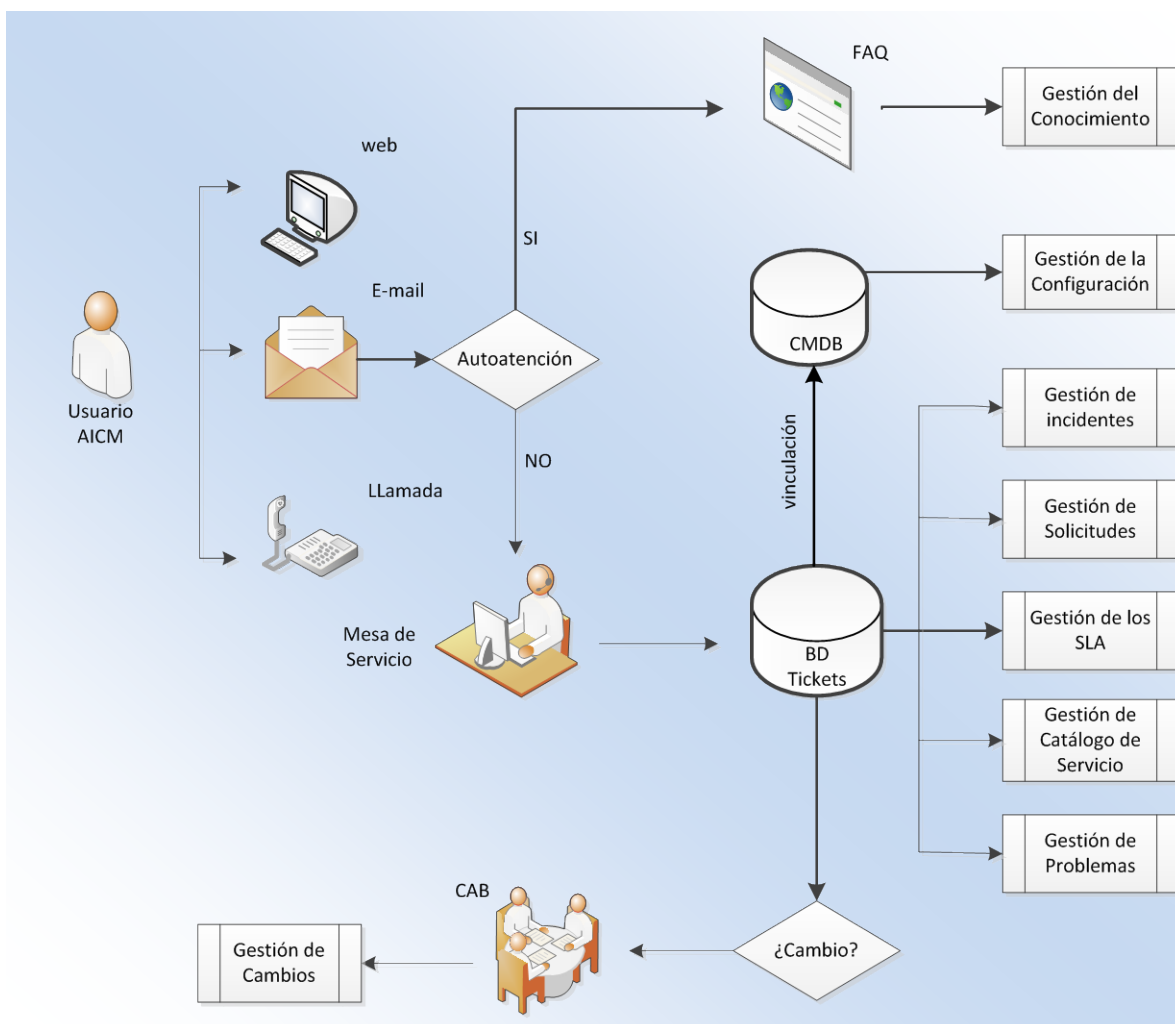 FAQ
Gestión del
Conocimiento
web
SI
Gestión de la
Configuración
E-mail
CMDB
Autoatención
Usuario
AICM
Gestión de
incidentes
vinculación
NO
LLamada
Gestión de
Solicitudes
Mesa de
Servicio
BD
Tickets
Gestión de los
SLA
Gestión de
Catálogo de
Servicio
Gestión de
Problemas
CAB
¿Cambio?
Gestión de
Cambios